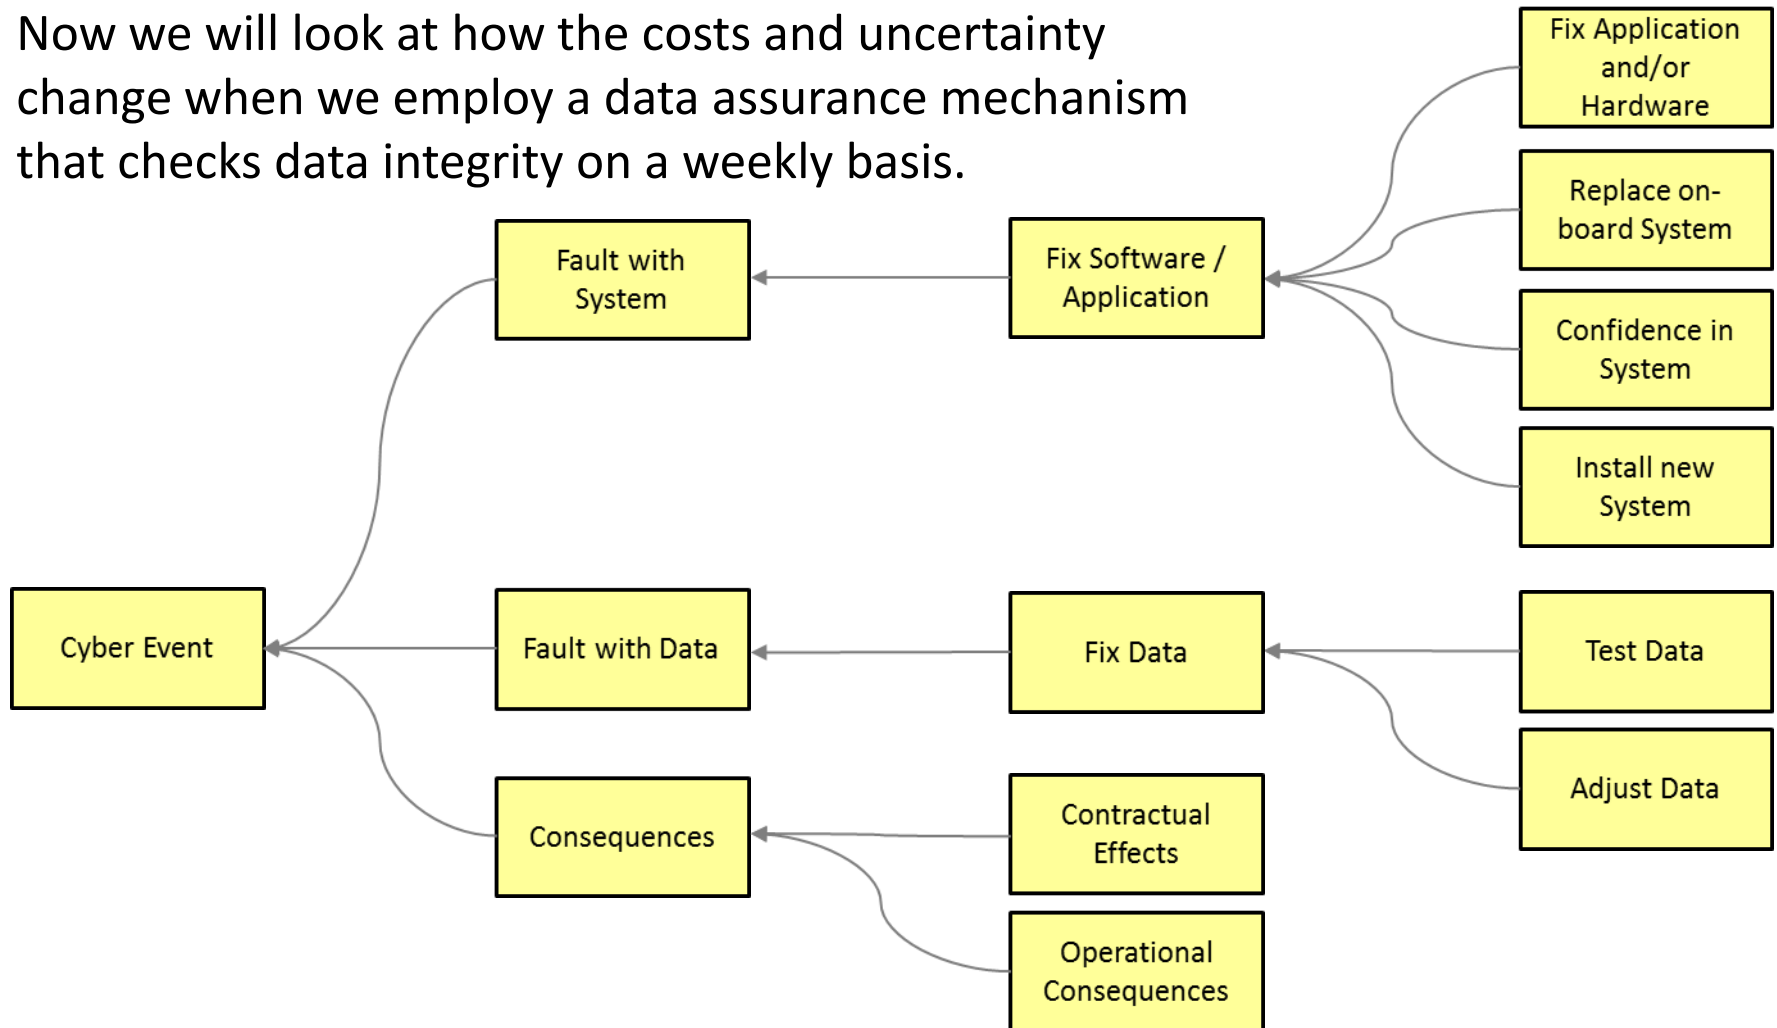 Now we will look at how the costs and uncertainty
change when we employ a data assurance mechanism
that checks data integrity on a weekly basis.
Fix Application
and/or
Hardware
Replace on-
board System
Fault with
System
Fix Software /
Application
Confidence in
System
Install new
System
Cyber Event
Fault with Data
Fix Data
Test Data
Adjust Data
Consequences
Contractual
Effects
Operational
Consequences